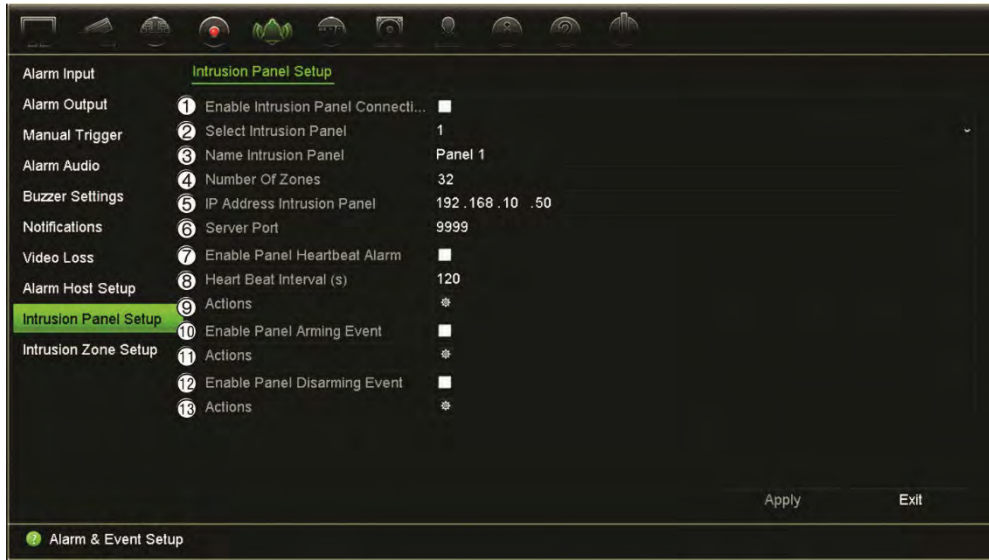 Alarm Input
Alarm Output
Manual Trigger
Alarm Audio
Buzzer Settings
Notifications
Video Loss
Alarm Host Setup
Intrusion Panel Setup
Intrusion Zone Setup
Intrusion Panel Setup
1 Enable Intrusion Panel Connecti...
2 Select Intrusion Panel 1
3 Name Intrusion Panel Panel 1
4 Number Of Zones 32
5 IP Address Intrusion Panel 192.168.10 .50
6 Server Port 9999
7 Enable Panel Heartbeat Alarm
8 Heart Beat Interval (s) 120
9 Actions
10 Enable Panel Arming Event
11 Actions
12 Enable Panel Disarming Event
13 Actions
Apply Exit
? Alarm & Event Setup